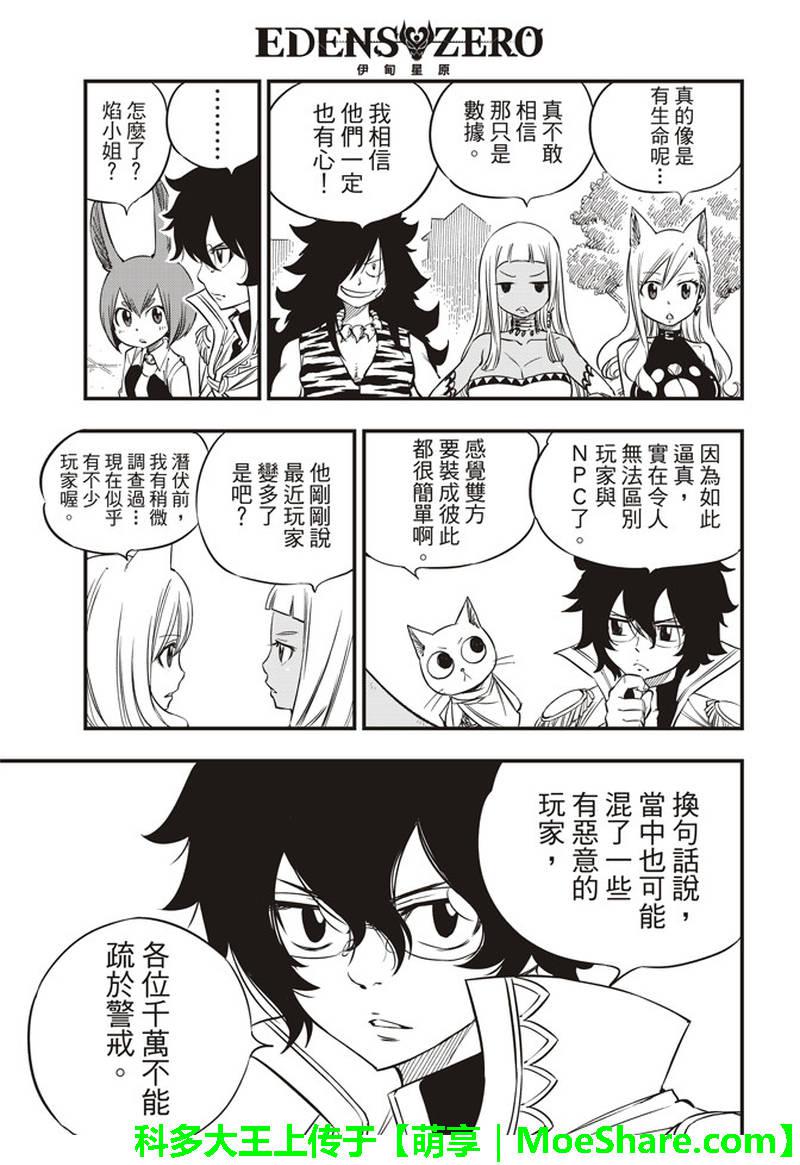 EDENS ZERO
伊甸星原
真的像是
有生命呢…
真不敢
相信
那只是
數據。
我相信
他們一定
也有心！
………
怎麼了？
焰小姐？
因為如此
逼真，
實在令人
無法區別
玩家與
NPC了。
感覺雙方
要裝成彼此
都很簡單啊。
他剛剛說
最近玩家
變多了
是吧？
潛伏前，
我有稍微
調查過…
現在似乎
有不少
玩家喔。
換句話說，
當中也可能
混了一些
有惡意的
玩家，
各位千萬不能
疏於警戒。
科多大王上传于【萌享 | MoeShare.com】